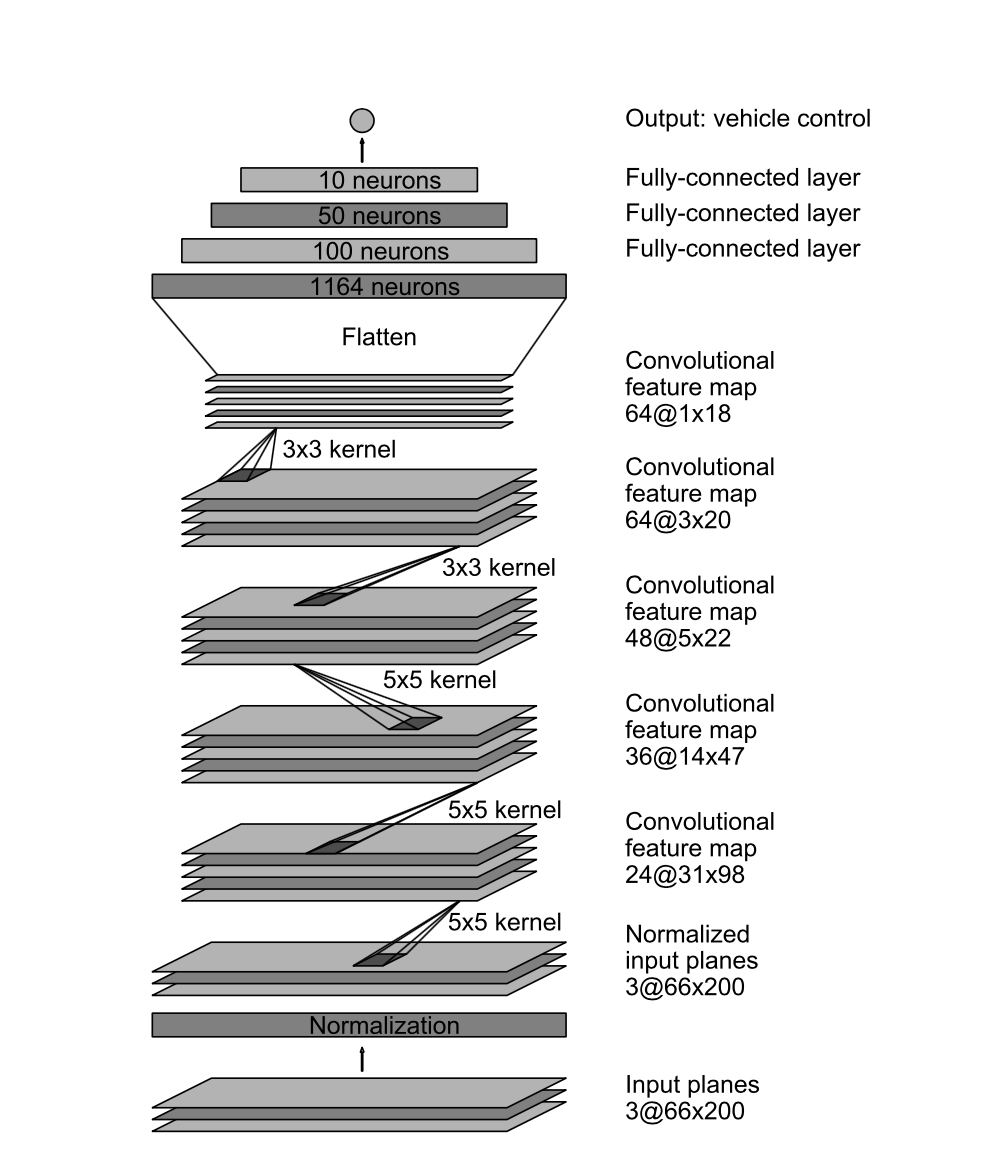 Output: vehicle control
10 neurons
Fully-connected layer
50 neurons
Fully-connected layer
100 neurons
Fully-connected layer
1164 neurons
Flatten
Convolutional
feature map
64@1x18
3x3 kernel
Convolutional
feature map
64@3x20
3x3 kernel
Convolutional
feature map
48@5x22
5x5 kernel
Convolutional
feature map
36@14x47
5x5 kernel
Convolutional
feature map
24@31x98
5x5 kernel
Normalized
input planes
3@66x200
Normalization
Input planes
3@66x200